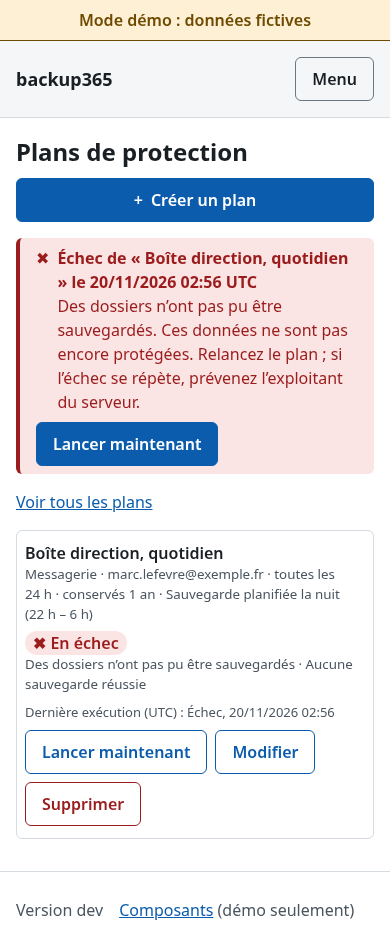 Mode démo : données fictives
backup365
Menu
Plans de protection
+ Créer un plan
✖ Échec de « Boîte direction, quotidien
» le 20/11/2026 02:56 UTC
Des dossiers n’ont pas pu être
sauvegardés. Ces données ne sont pas
encore protégées. Relancez le plan ; si
l’échec se répète, prévenez l’exploitant
du serveur.
Lancer maintenant
Voir tous les plans
Boîte direction, quotidien
Messagerie · marc.lefevre@exemple.fr · toutes les
24 h · conservés 1 an · Sauvegarde planifiée la nuit
(22 h – 6 h)
✖ En échec
Des dossiers n’ont pas pu être sauvegardés · Aucune
sauvegarde réussie
Dernière exécution (UTC) : Échec, 20/11/2026 02:56
Lancer maintenant
Modifier
Supprimer
Version dev Composants (démo seulement)